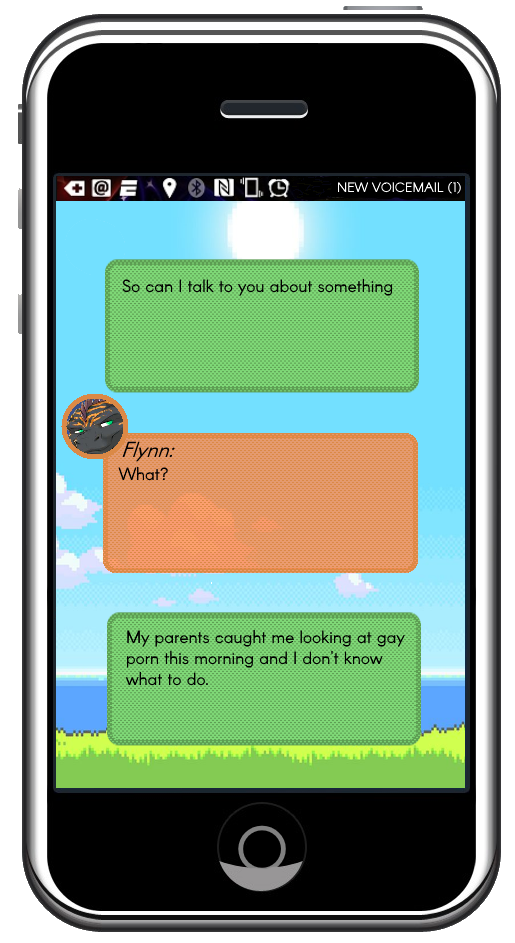 NEW VOICEMAIL (1)
So can I talk to you about something
Flynn:
What?
My parents caught me looking at gay
porn this morning and I don't know
what to do.